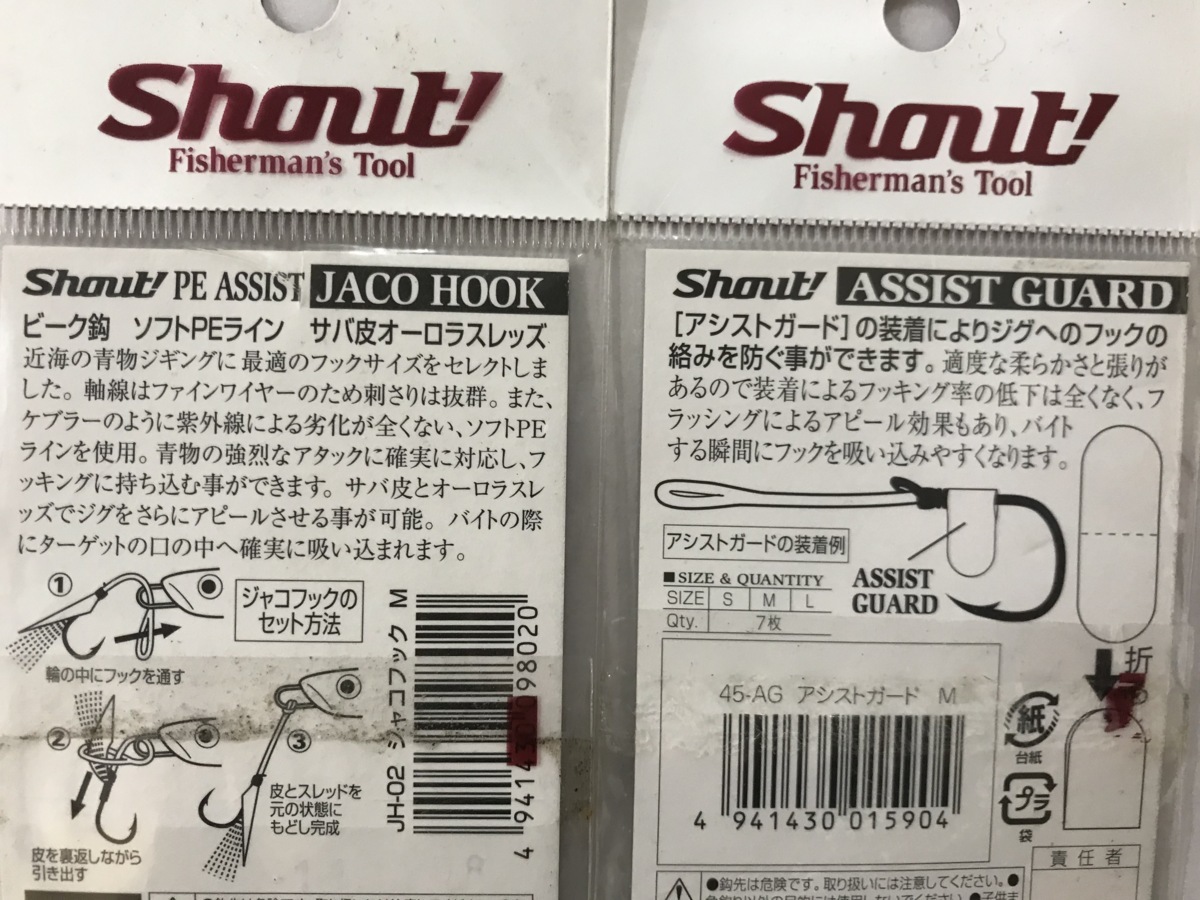 Shout!
Fisherman's Tool
Shout! PE ASSIST JACO HOOK
ビーク鈎 ソフトPEライン サバ皮オーロラスレッズ
近海の青物ジギングに最適のフックサイズをセレクトしま
した。軸線はファインワイヤーのため刺さりは抜群。また、
ケブラーのように紫外線による劣化が全くない、ソフトPE
ラインを使用。青物の強烈なアタックに確実に対応し、フ
ッキングに持ち込む事ができます。サバ皮とオーロラスレ
ッズでジグをさらにアピールさせる事が可能。バイトの際
にターゲットの口の中へ確実に吸い込まれます。
①
ジャコフックの
セット方法
輪の中にフックを通す
②
皮を裏返しながら
引き出す
③
皮とスレッドを
元の状態に
もどし完成
JH-02 ジャコフック M
Shout!
Fisherman's Tool
Shout! ASSIST GUARD
[アシストガード]の装着によりジグへのフックの
絡みを防ぐ事ができます。適度な柔らかさと張りが
あるので装着によるフッキング率の低下は全くなく、フ
ラッシングによるアピール効果もあり、バイト
する瞬間にフックを吸い込みやすくなります。
アシストガードの装着例
■SIZE & QUANTITY
SIZE S M L
Qty. 7枚
ASSIST
GUARD
折
45-AG アシストガード M
4 941430 015904
紙
台紙
プラ
袋
責任者
●鈎先は危険です。取り扱いには注意してください。●